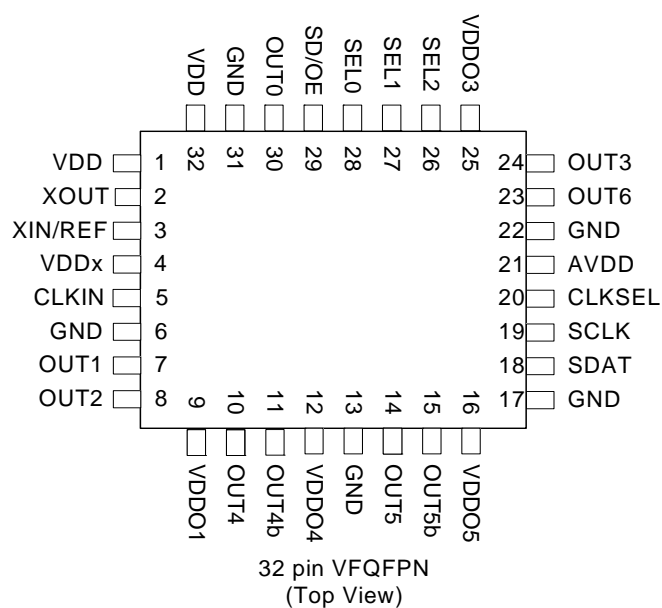 VDD
GND
OUT0
SD/OE
SEL0
SEL1
SEL2
VDDO3
32
31
30
29
28
27
26
25
VDD 1
XOUT 2
XIN/REF 3
VDDx 4
CLKIN 5
GND 6
OUT1 7
OUT2 8
24 OUT3
23 OUT6
22 GND
21 AVDD
20 CLKSEL
19 SCLK
18 SDAT
17 GND
9
10
11
12
13
14
15
16
VDDO1
OUT4
OUT4b
VDDO4
GND
OUT5
OUT5b
VDDO5
32 pin VFQFPN
(Top View)